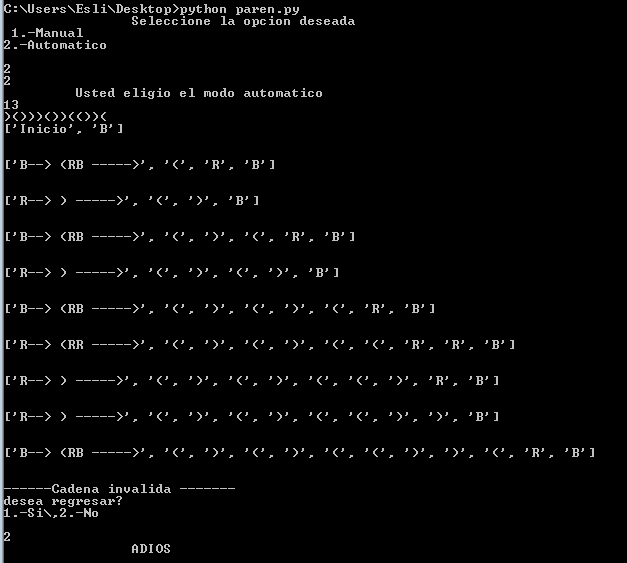 C:\Users\Esli\Desktop>python paren.py
Seleccione la opcion deseada
1.-Manual
2.-Automatico
2
2
Usted eligio el modo automatico
13
)()))())(())(
['Inicio', 'B']
['B--> (RB ----->', '(', 'R', 'B']
['R--> ) ----->', '(', ')', 'B']
['B--> (RB ----->', '(', ')', '(', 'R', 'B']
['R--> ) ----->', '(', ')', '(', ')', 'B']
['B--> (RB ----->', '(', ')', '(', ')', '(', 'R', 'B']
['R--> (RR ----->', '(', ')', '(', ')', '(', '(', 'R', 'R', 'B']
['R--> ) ----->', '(', ')', '(', ')', '(', '(', ')', 'R', 'B']
['R--> ) ----->', '(', ')', '(', ')', '(', '(', ')', ')', 'B']
['B--> (RB ----->', '(', ')', '(', ')', '(', '(', ')', ')', '(', 'R', 'B']
------Cadena invalida -------
desea regresar?
1.-Si\,2.-No
2
ADIOS